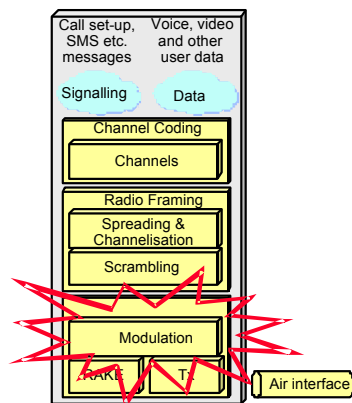 Call set-up,
SMS etc.
messages
Voice, video
and other
user data
Signalling
Data
Channel Coding
Channels
Radio Framing
Spreading &
Channelisation
Scrambling
Modulation
RAKE
Tx
Air interface